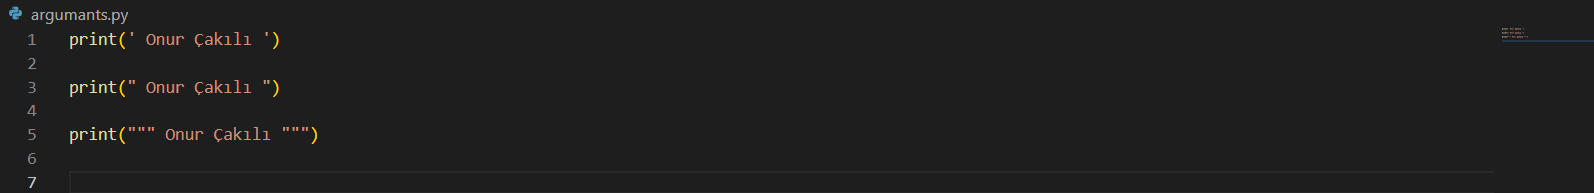 argumants.py
1 print(' Onur Çakılı ')
2
3 print(" Onur Çakılı ")
4
5 print(""" Onur Çakılı """)
6
7